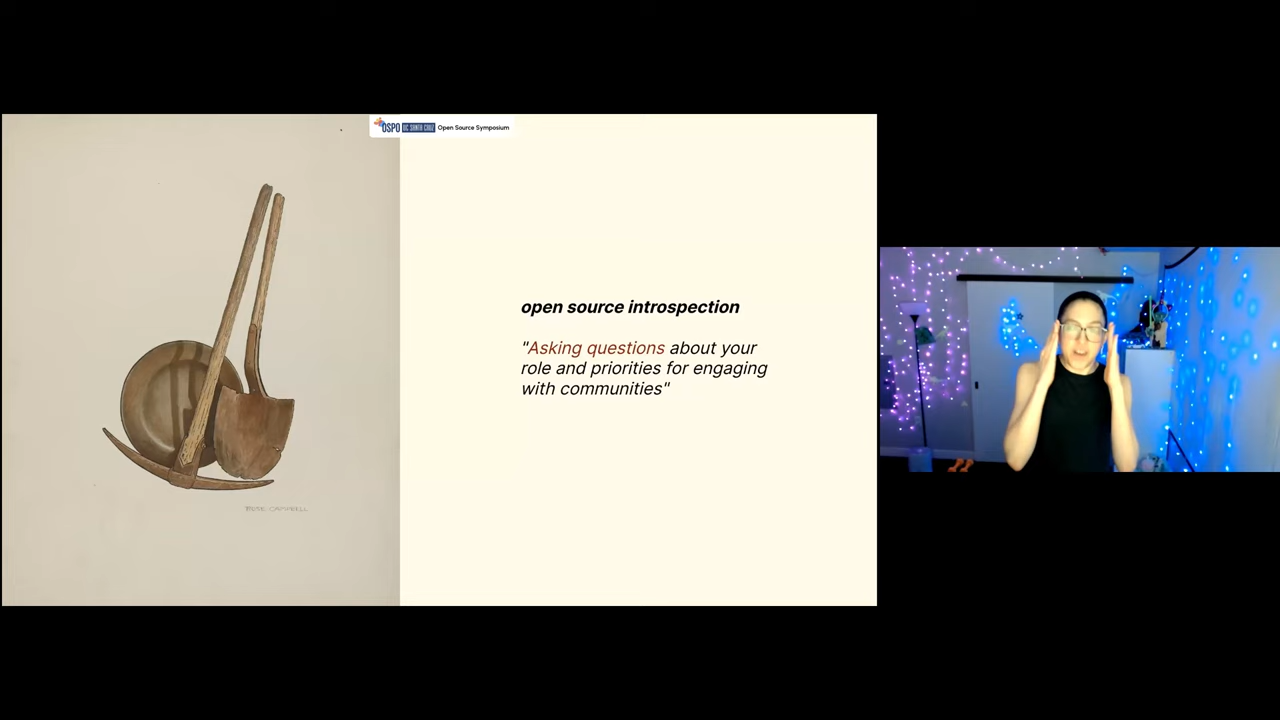 OSPO UC SANTA CRUZ Open Source Symposium
open source introspection
"Asking questions about your
role and priorities for engaging
with communities"